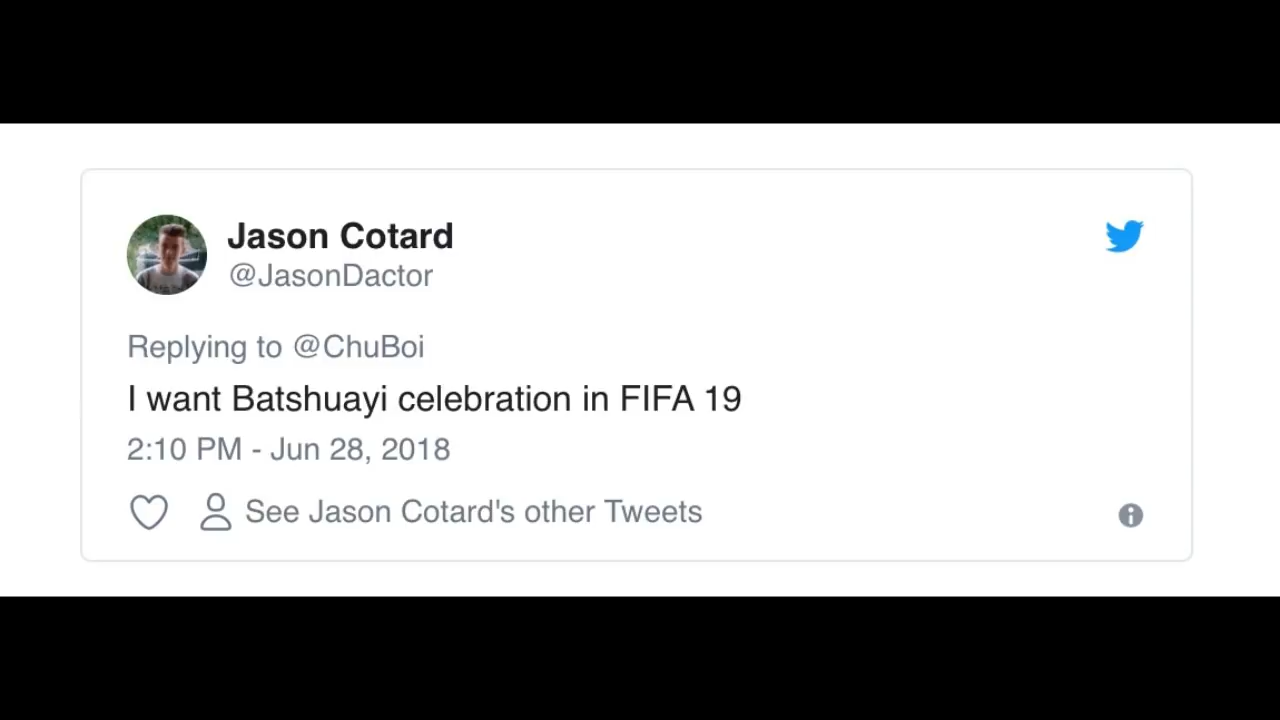 Jason Cotard
@JasonDactor
Replying to @ChuBoi
I want Batshuayi celebration in FIFA 19
2:10 PM - Jun 28, 2018
See Jason Cotard's other Tweets